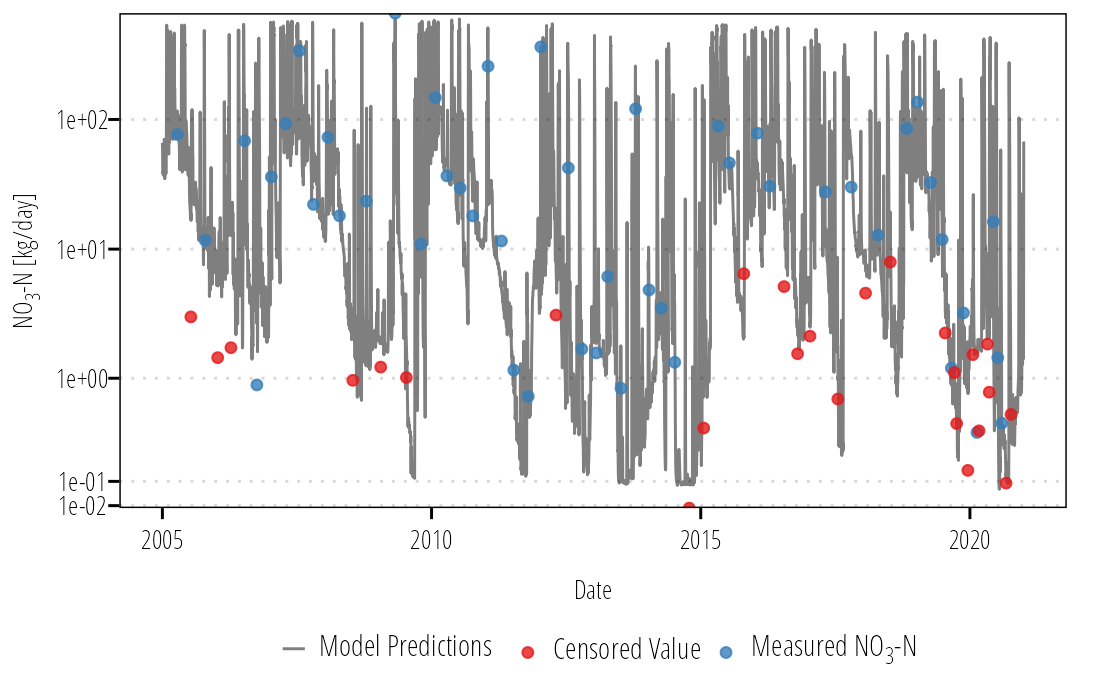 NO3-N [kg/day]
1e+02
1e+01
1e+00
1e-01
1e-02
2005 2010 2015 2020
Date
Model Predictions Censored Value Measured NO3-N